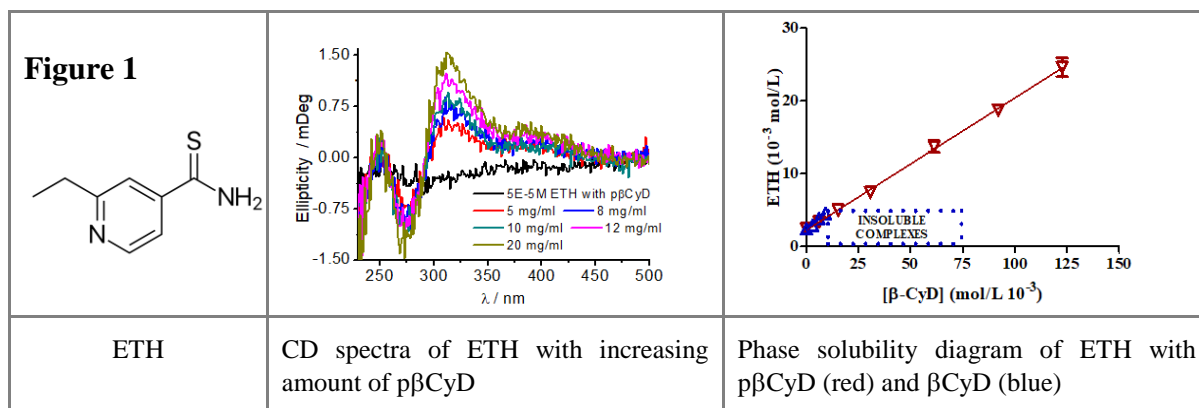 Figure 1
S
NH2
N
1.50
0.75
0.00
-0.75
-1.50
Ellipticity / mDeg
5E-5M ETH with pβCyD
5 mg/ml 8 mg/ml
10 mg/ml 12 mg/ml
20 mg/ml
250 300 350 400 450 500
λ / nm
30
20
10
0
ETH (10⁻³ mol/L)
INSOLUBLE
COMPLEXES
0 25 50 75 100 125 150
[β-CyD] (mol/L 10⁻³)
ETH
CD spectra of ETH with increasing
amount of pβCyD
Phase solubility diagram of ETH with
pβCyD (red) and βCyD (blue)